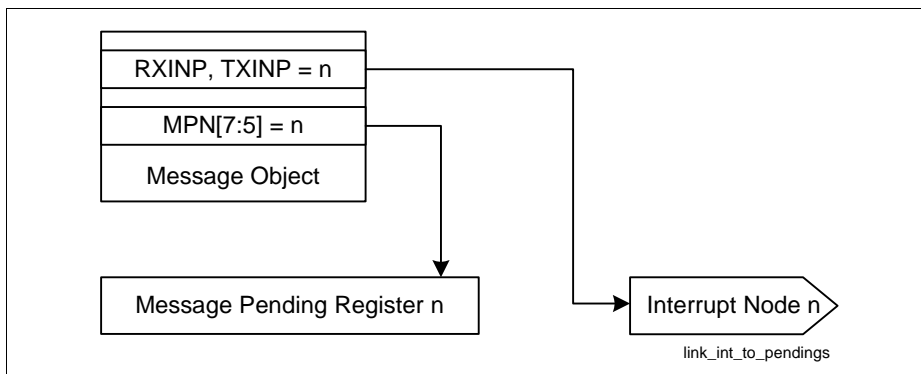 RXINP, TXINP = n
MPN[7:5] = n
Message Object
Message Pending Register n
Interrupt Node n
link_int_to_pendings